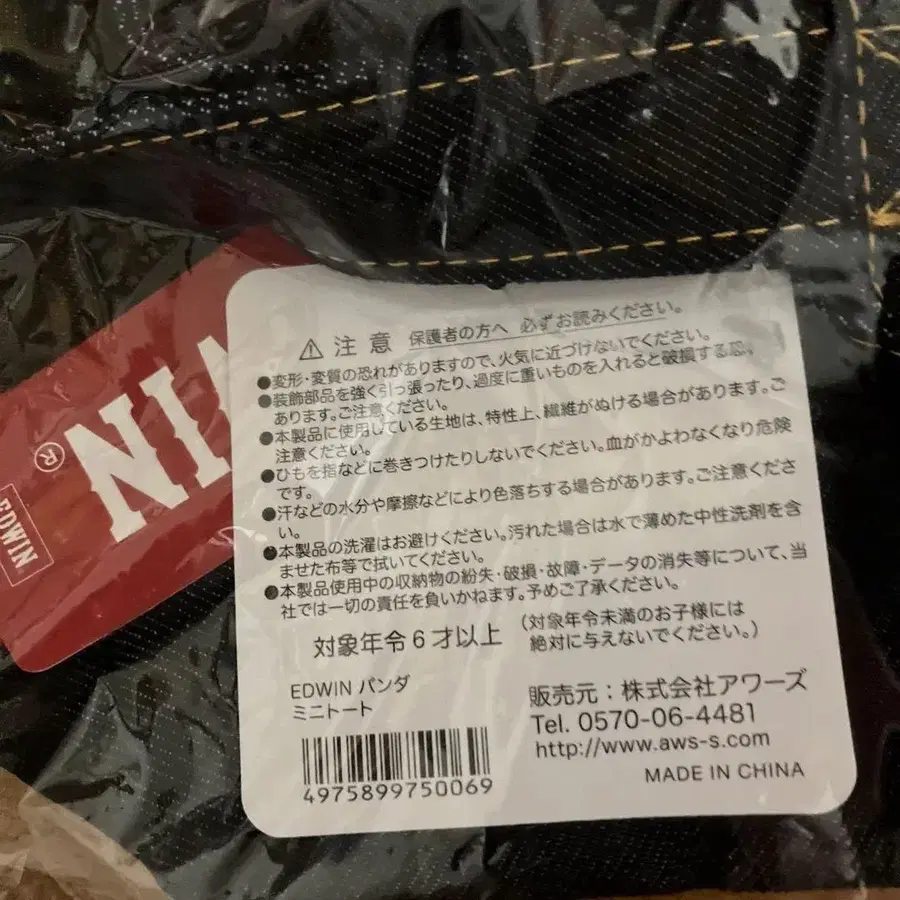 WIN
®
EDWIN
⚠ 注意 保護者の方へ 必ずお読みください。
●変形・変質の恐れがありますので、火気に近づけないでください。
●装飾部品を強く引っ張ったり、過度に重いものを入れると破損する恐
あります。ご注意ください。
●本製品に使用している生地は、特性上、繊維がぬける場合があります。ご
注意ください。
●ひもを指などに巻きつけたりしないでください。血がかよわなくなり危険
です。
●汗などの水分や摩擦などにより色落ちする場合があります。ご注意くださ
い。
●本製品の洗濯はお避けください。汚れた場合は水で薄めた中性洗剤を含
ませた布等で拭いてください。
●本製品使用中の収納物の紛失・破損・故障・データの消失等について、当
社では一切の責任を負いかねます。予めご了承ください。
対象年令6才以上 (対象年令未満のお子様には
絶対に与えないでください。)
EDWIN パンダ
ミニトート
4975899750069
販売元:株式会社アワーズ
Tel. 0570-06-4481
http://www.aws-s.com
MADE IN CHINA